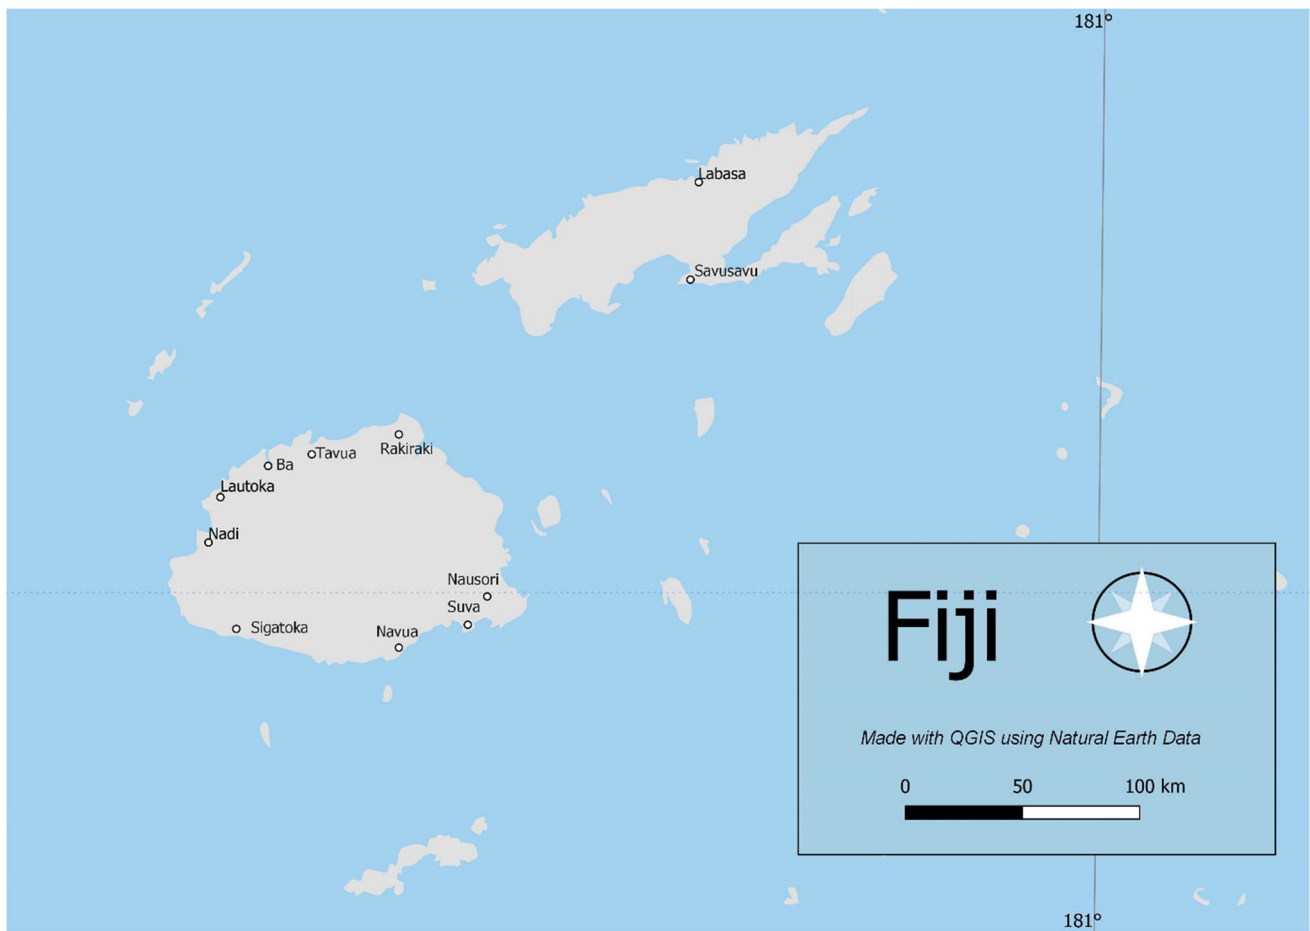 181°
Labasa
Savusavu
Rakiraki
Tavua
Ba
Lautoka
Nadi
Nausori
Suva
Sigatoka
Navua
Fiji
Made with QGIS using Natural Earth Data
0 50 100 km
181°